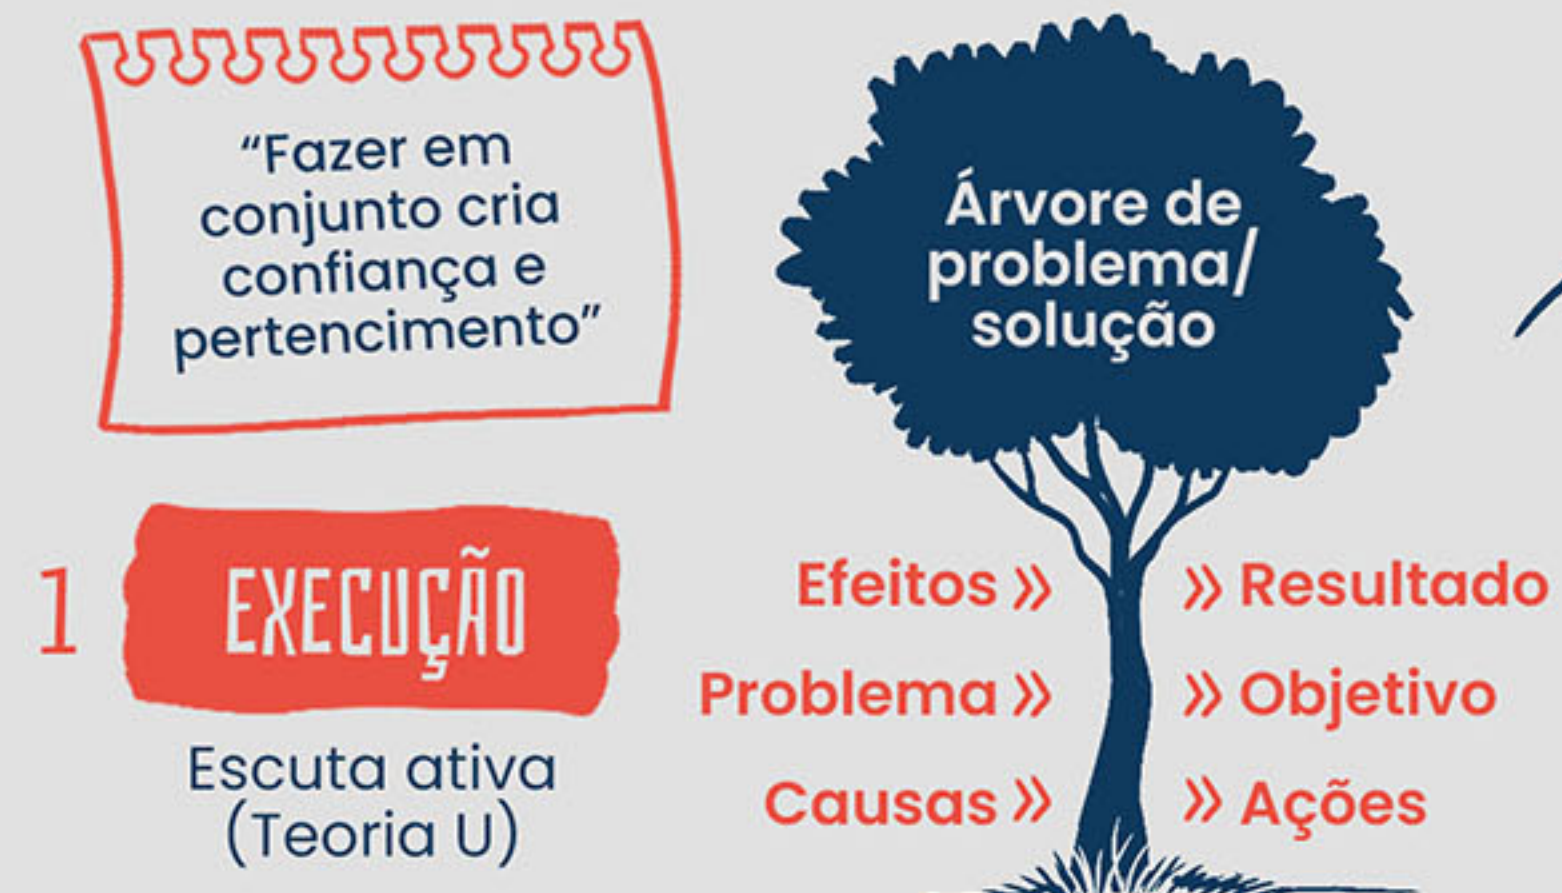 “Fazer em
conjunto cria
confiança e
pertencimento”
1
EXECUÇÃO
Escuta ativa
(Teoria U)
Árvore de
problema/
solução
Efeitos » » Resultado
Problema » » Objetivo
Causas » » Ações